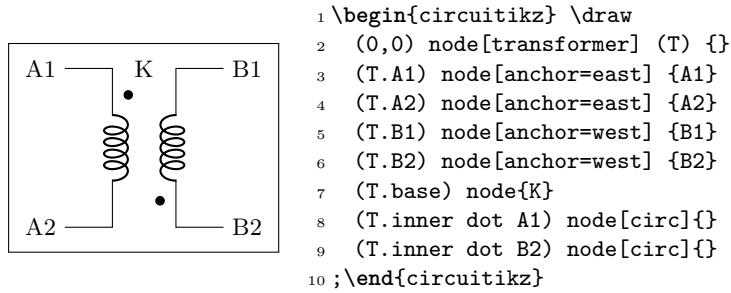 A1 K B1
A2 B2
1 \begin{circuitikz} \draw
2 (0,0) node[transformer] (T) {}
3 (T.A1) node[anchor=east] {A1}
4 (T.A2) node[anchor=east] {A2}
5 (T.B1) node[anchor=west] {B1}
6 (T.B2) node[anchor=west] {B2}
7 (T.base) node{K}
8 (T.inner dot A1) node[circ]{}
9 (T.inner dot B2) node[circ]{}
10 ;\end{circuitikz}